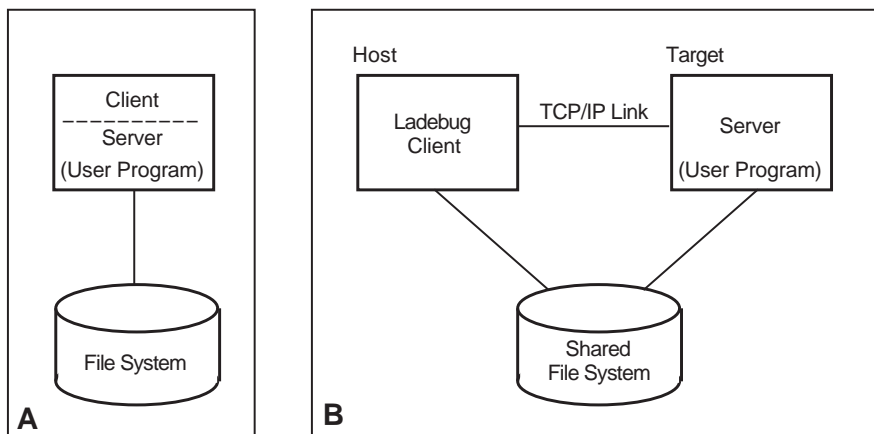 Client
Server
(User Program)
File System
A
Host
Target
Ladebug
Client
TCP/IP Link
Server
(User Program)
Shared
File System
B